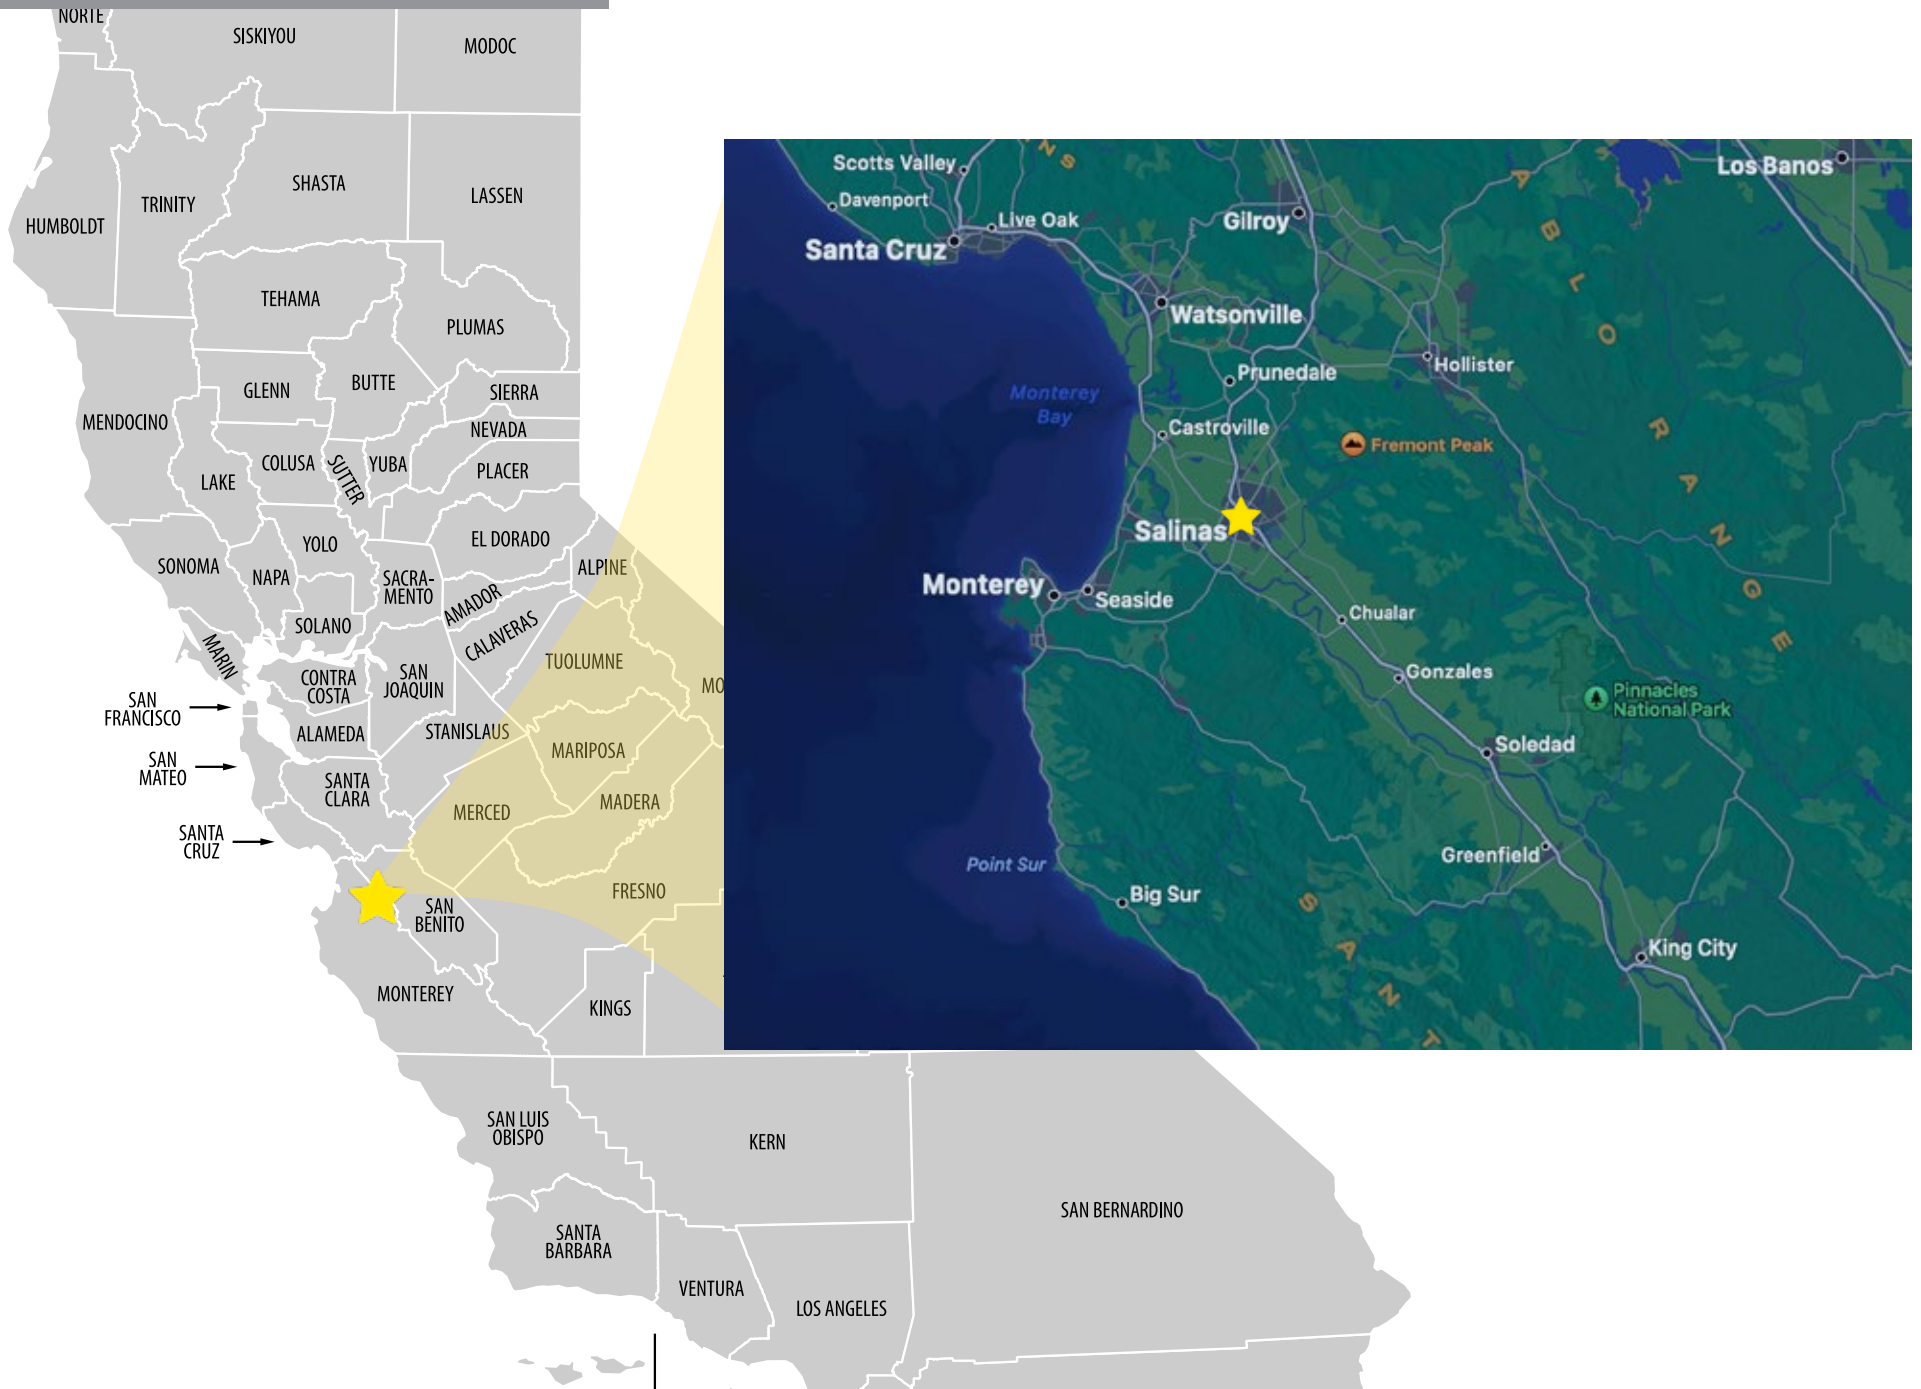 NORTE
SISKIYOU
MODOC
HUMBOLDT
TRINITY
SHASTA
LASSEN
TEHAMA
PLUMAS
MENDOCINO
GLENN
BUTTE
SIERRA
NEVADA
PLACER
LAKE
COLUSA
SUTTER
YUBA
SONOMA
NAPA
YOLO
EL DORADO
SACRA-
MENTO
ALPINE
AMADOR
CALAVERAS
SOLANO
MARIN
CONTRA
COSTA
SAN
JOAQUIN
TUOLUMNE
MO
SAN
FRANCISCO
ALAMEDA
STANISLAUS
MARIPOSA
SAN
MATEO
SANTA
CLARA
MERCED
MADERA
SANTA
CRUZ
FRESNO
SAN
BENITO
MONTEREY
KINGS
SAN LUIS
OBISPO
KERN
SAN BERNARDINO
SANTA
BARBARA
VENTURA
LOS ANGELES
NS
Scotts Valley
Davenport
Live Oak
Santa Cruz
Gilroy
Los Banos
Watsonville
Prunedale
Hollister
Monterey
Bay
Castroville
Fremont Peak
Salinas
Monterey
Seaside
Chualar
Gonzales
Pinnacles
National Park
Soledad
Greenfield
Point Sur
Big Sur
King City
ABLO RANGE
SANT